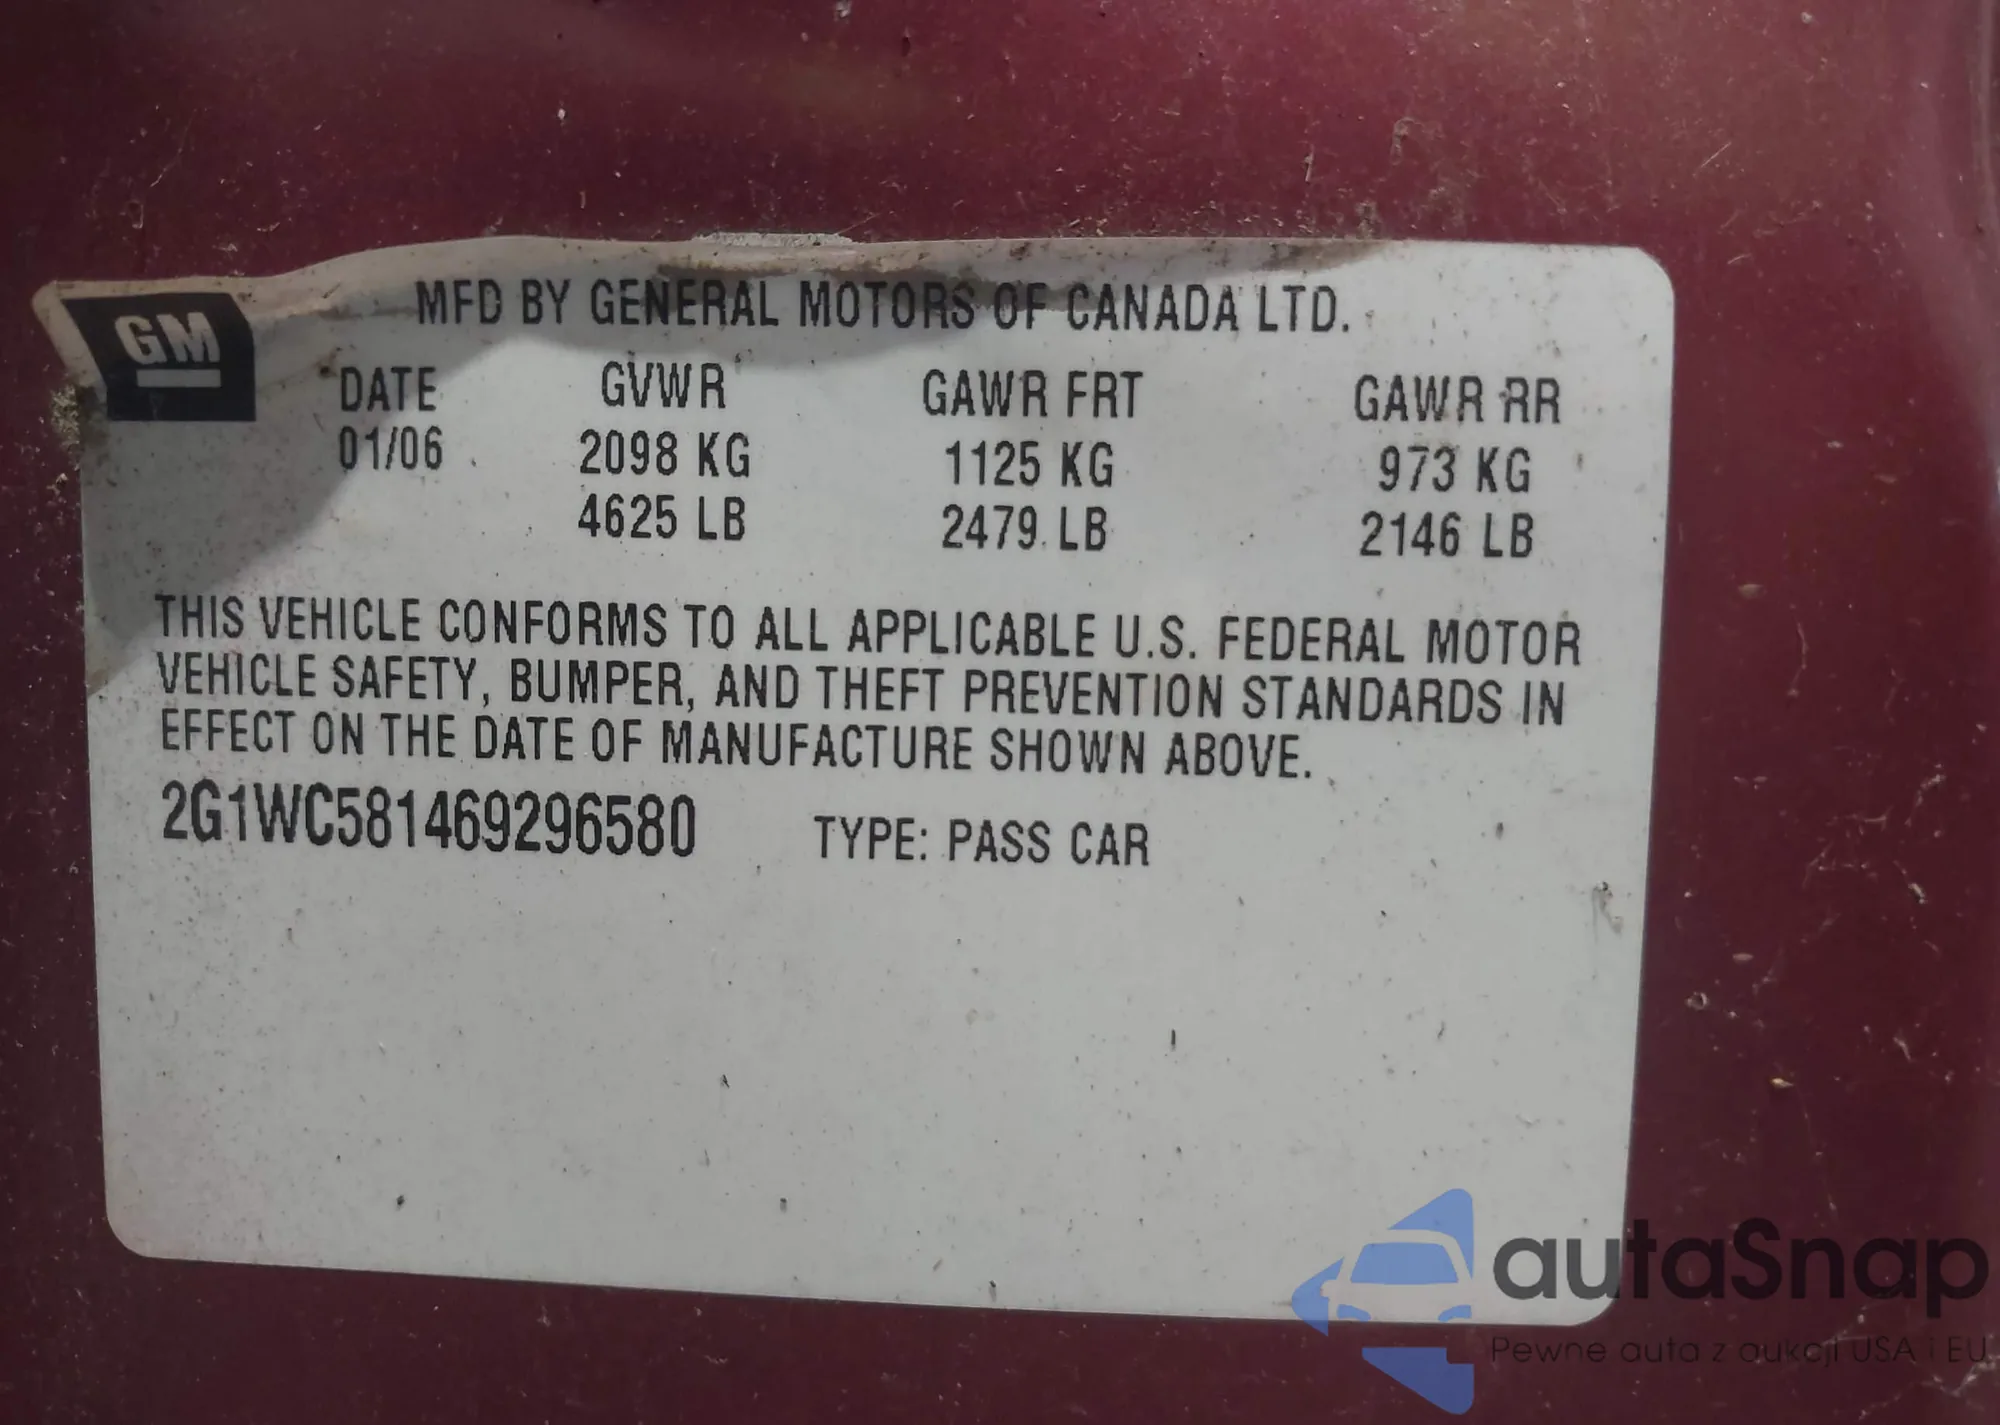 GM
MFD BY GENERAL MOTORS OF CANADA LTD.
DATE GVWR GAWR FRT GAWR RR
01/06 2098 KG 1125 KG 973 KG
4625 LB 2479 LB 2146 LB
THIS VEHICLE CONFORMS TO ALL APPLICABLE U.S. FEDERAL MOTOR
VEHICLE SAFETY, BUMPER, AND THEFT PREVENTION STANDARDS IN
EFFECT ON THE DATE OF MANUFACTURE SHOWN ABOVE.
2G1WC581469296580 TYPE: PASS CAR
autaSnap
Pewne auta z aukcji USA i EU